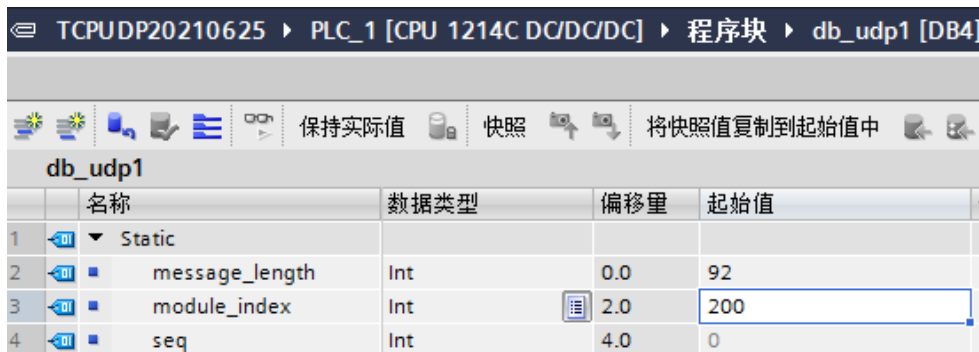 TCPUDP20210625 ▸ PLC_1 [CPU 1214C DC/DC/DC] ▸ 程序块 ▸ db_udp1 [DB4]
保持实际值 快照 将快照值复制到起始值中
db_udp1
名称 数据类型 偏移量 起始值
1 Static
2 message_length Int 0.0 92
3 module_index Int 2.0 200
4 seq Int 4.0 0